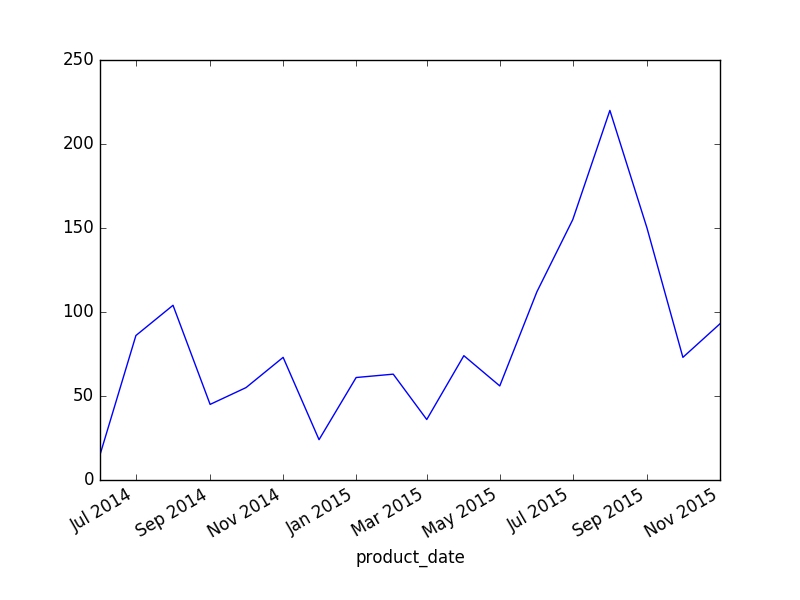 250
200
150
100
50
0
Jul 2014
Sep 2014
Nov 2014
Jan 2015
Mar 2015
May 2015
Jul 2015
Sep 2015
Nov 2015
product_date